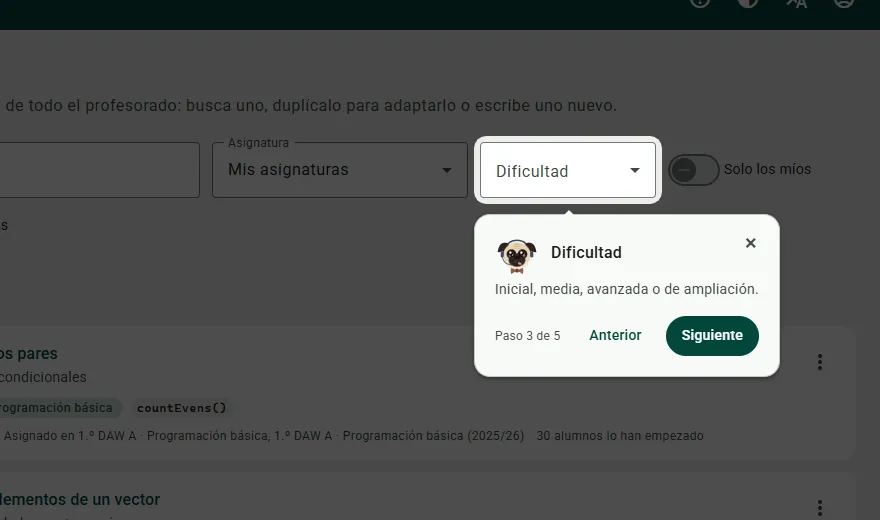 de todo el profesorado: busca uno, duplícalo para adaptarlo o escribe uno nuevo.
Asignatura
Mis asignaturas
Dificultad
Solo los míos
s
Dificultad
Inicial, media, avanzada o de ampliación.
Paso 3 de 5
Anterior
Siguiente
os pares
condicionales
rogramación básica
countEvens()
Asignado en 1.º DAW A · Programación básica, 1.º DAW A · Programación básica (2025/26)
30 alumnos lo han empezado
lementos de un vector